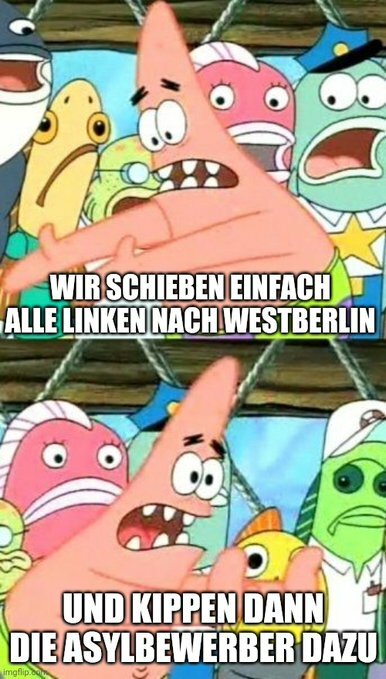 WIR SCHIEBEN EINFACH
ALLE LINKEN NACH WESTBERLIN
UND KIPPEN DANN
DIE ASYLBEWERBER DAZU
imgflip.com